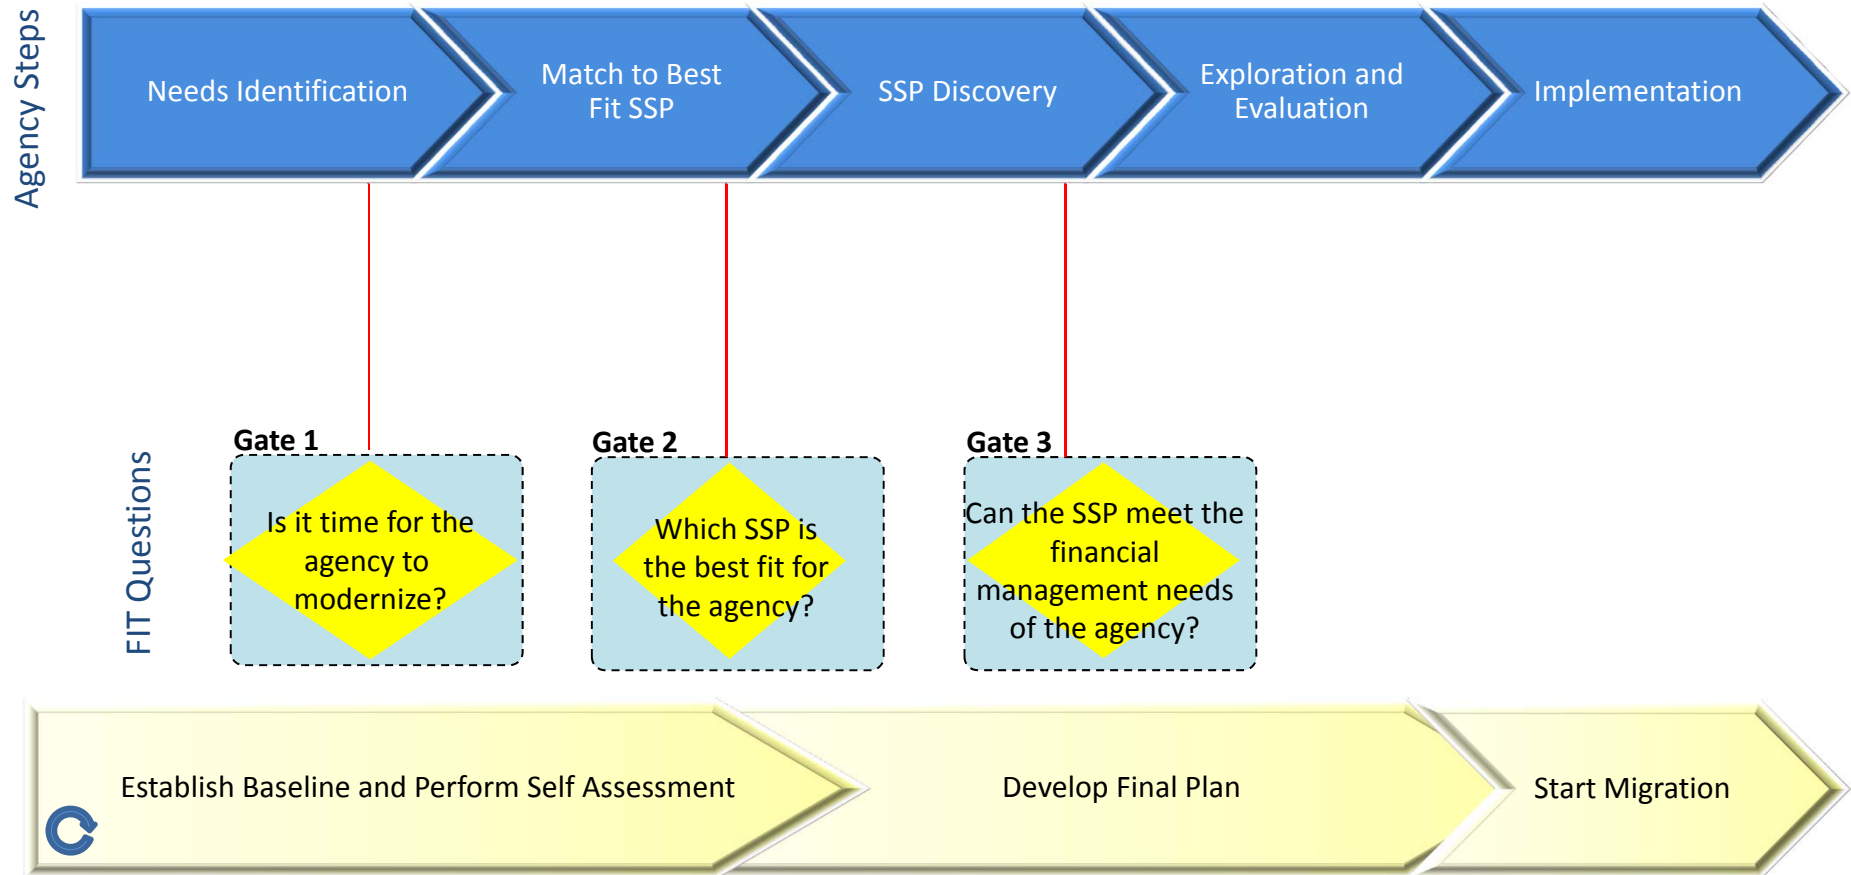 Agency Steps
Needs Identification
Match to Best
Fit SSP
SSP Discovery
Exploration and
Evaluation
Implementation
FIT Questions
Gate 1
Is it time for the
agency to
modernize?
Gate 2
Which SSP is
the best fit for
the agency?
Gate 3
Can the SSP meet the
financial
management needs
of the agency?
Establish Baseline and Perform Self Assessment
Develop Final Plan
Start Migration